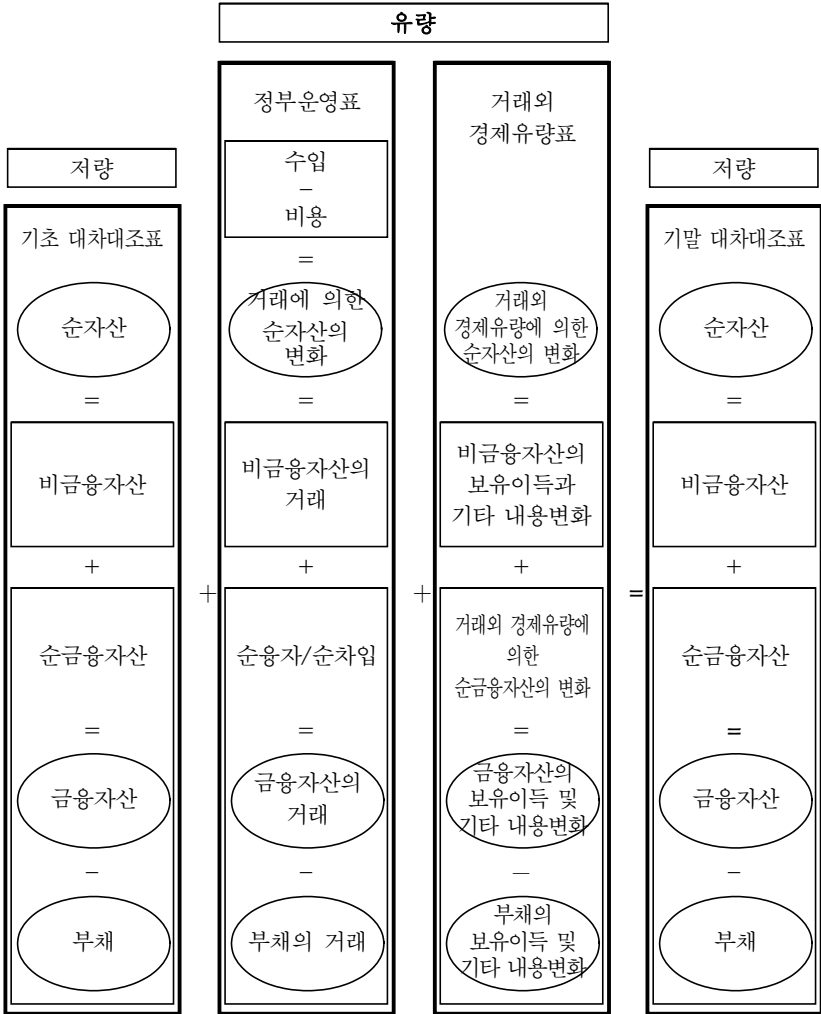 유량
저량
기초 대차대조표
순자산
=
비금융자산
+
순금융자산
=
금융자산
−
부채
+
정부운영표
수입
−
비용
=
거래에 의한
순자산의
변화
=
비금융자산의
거래
+
순융자/순차입
=
금융자산의
거래
−
부채의 거래
+
거래외
경제유량표
거래외
경제유량에 의한
순자산의 변화
=
비금융자산의
보유이득과
기타 내용변화
+
거래외 경제유량에
의한
순금융자산의 변화
=
금융자산의
보유이득 및
기타 내용변화
−
부채의
보유이득 및
기타 내용변화
=
저량
기말 대차대조표
순자산
=
비금융자산
+
순금융자산
=
금융자산
−
부채